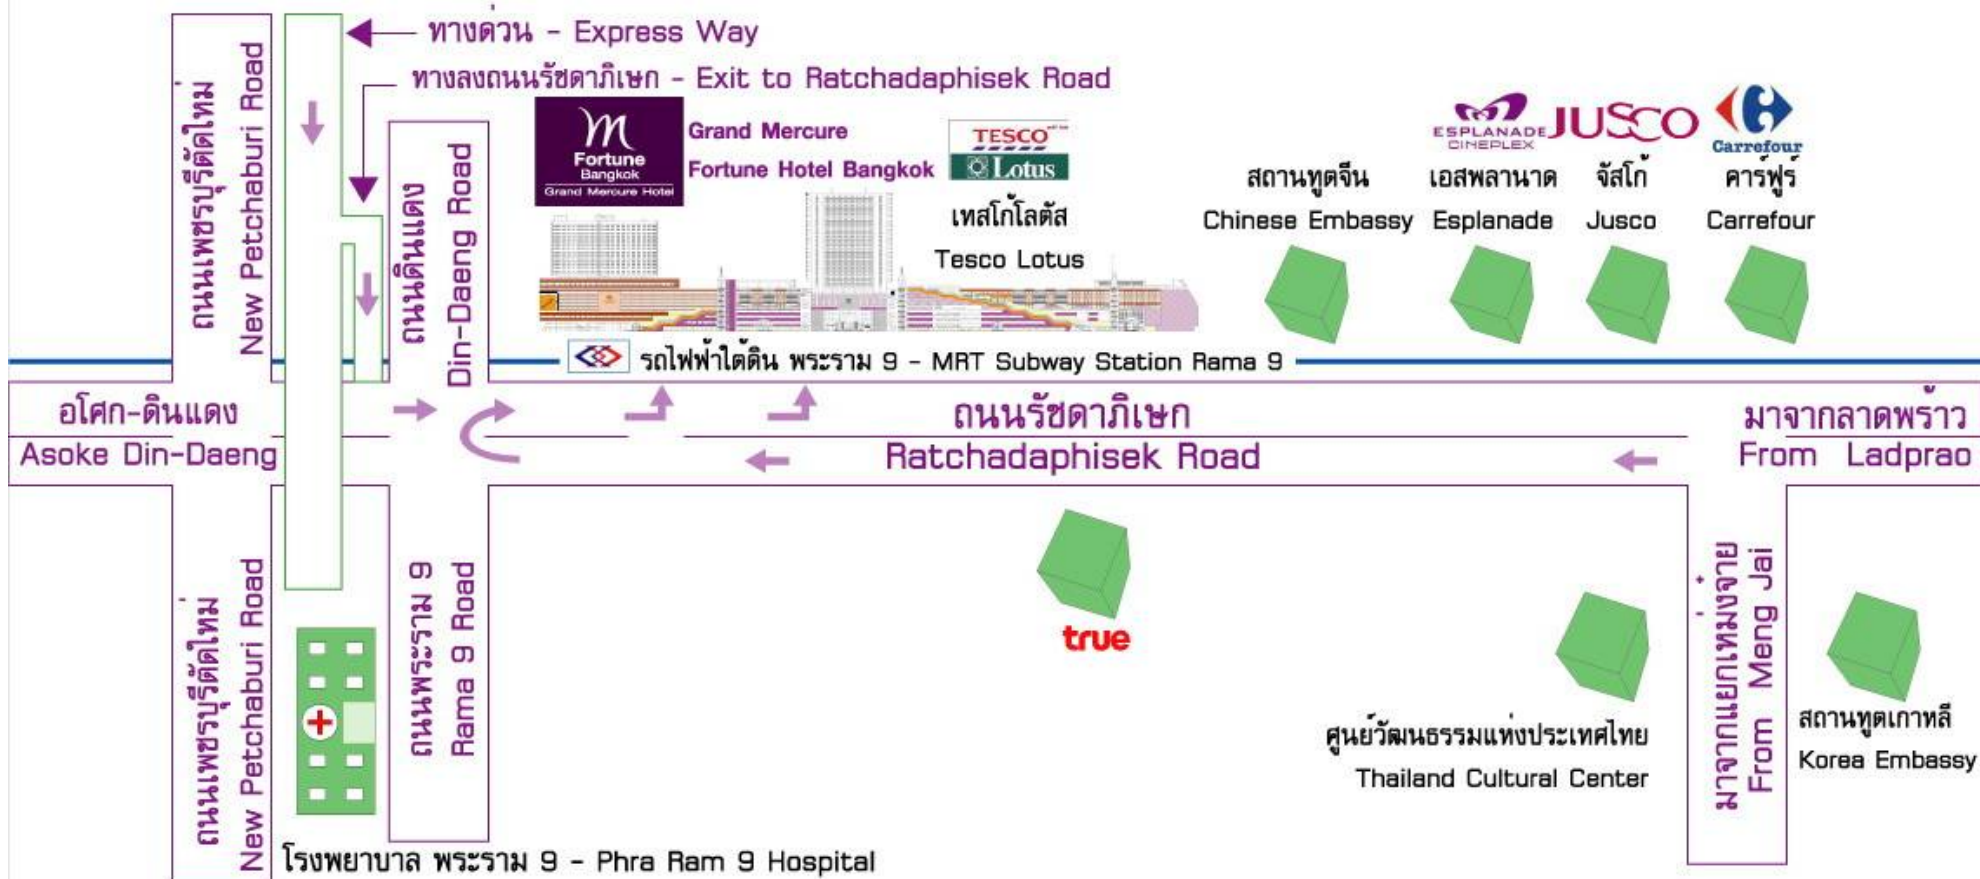 ทางด่วน - Express Way
ทางลงถนนรัชดาภิเษก - Exit to Ratchadaphisek Road
ถนนเพชรบุรีตัดใหม่
New Petchaburi Road
ถนนดินแดง
Din-Daeng Road
m
Fortune
Bangkok
Grand Mercure Hotel
Grand Mercure
Fortune Hotel Bangkok
TESCO
Lotus
เทสโก้โลตัส
Tesco Lotus
สถานทูตจีน
Chinese Embassy
ESPLANADE
CINEPLEX
เอสพลานาด
Esplanade
JUSCO
จัสโก้
Jusco
Carrefour
คาร์ฟูร์
Carrefour
รถไฟฟ้าใต้ดิน พระราม 9 - MRT Subway Station Rama 9
อโศก-ดินแดง
Asoke Din-Daeng
ถนนรัชดาภิเษก
Ratchadaphisek Road
มาจากลาดพร้าว
From Ladprao
ถนนเพชรบุรีตัดใหม่
New Petchaburi Road
ถนนพระราม 9
Rama 9 Road
true
ศูนย์วัฒนธรรมแห่งประเทศไทย
Thailand Cultural Center
มาจากแยกเหม่งจ๋าย
From Meng Jai
สถานทูตเกาหลี
Korea Embassy
โรงพยาบาล พระราม 9 - Phra Ram 9 Hospital